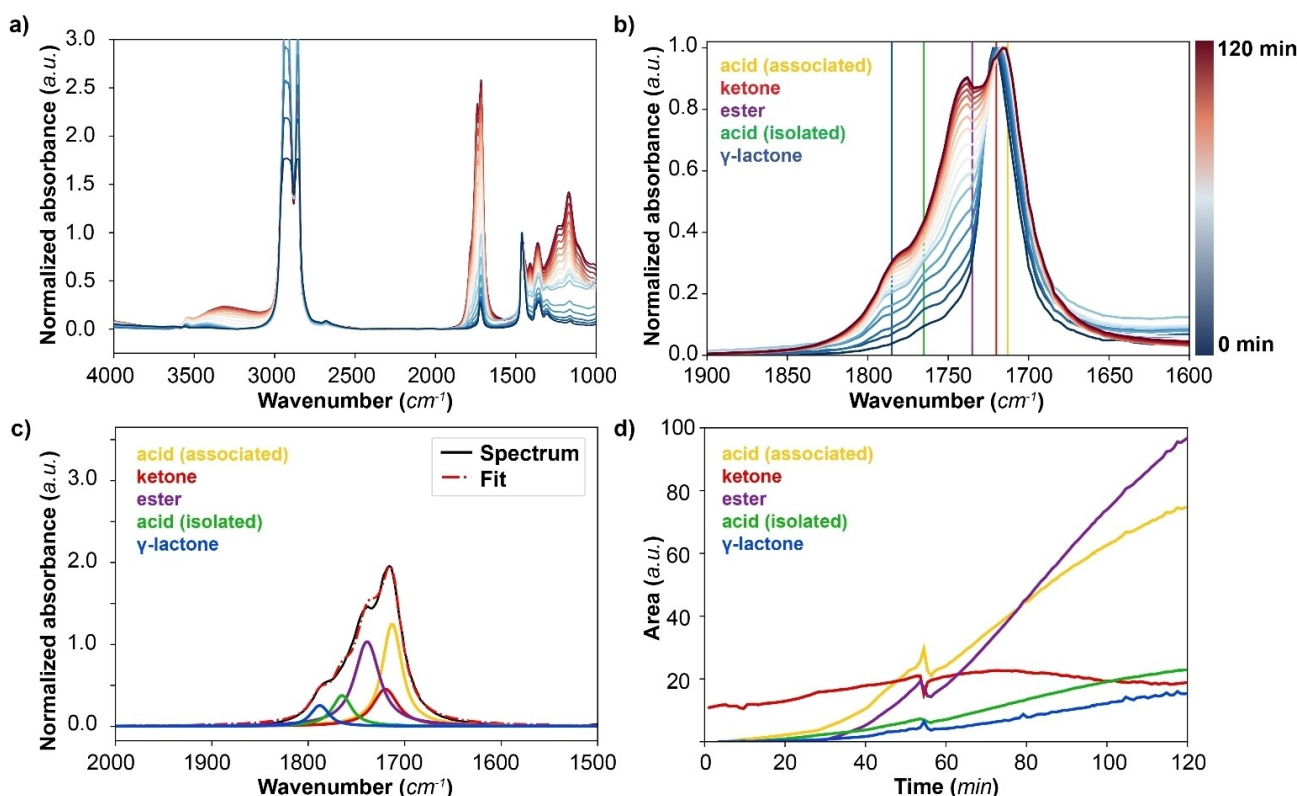 a)
Normalized absorbance (a.u.)
3.0
2.5
2.0
1.5
1.0
0.5
0.0
4000 3500 3000 2500 2000 1500 1000
Wavenumber (cm⁻¹)
b)
Normalized absorbance (a.u.)
1.0
0.8
0.6
0.4
0.2
0.0
acid (associated)
ketone
ester
acid (isolated)
γ-lactone
1900 1800 1750 1700 1650 1600
Wavenumber (cm⁻¹)
120 min
0 min
c)
Normalized absorbance (a.u.)
3.0
2.0
1.0
0.0
acid (associated)
ketone
ester
acid (isolated)
γ-lactone
Spectrum
Fit
2000 1900 1800 1700 1600 1500
Wavenumber (cm⁻¹)
d)
Area (a.u.)
100
80
60
40
20
acid (associated)
ketone
ester
acid (isolated)
γ-lactone
0 20 40 60 80 100 120
Time (min)